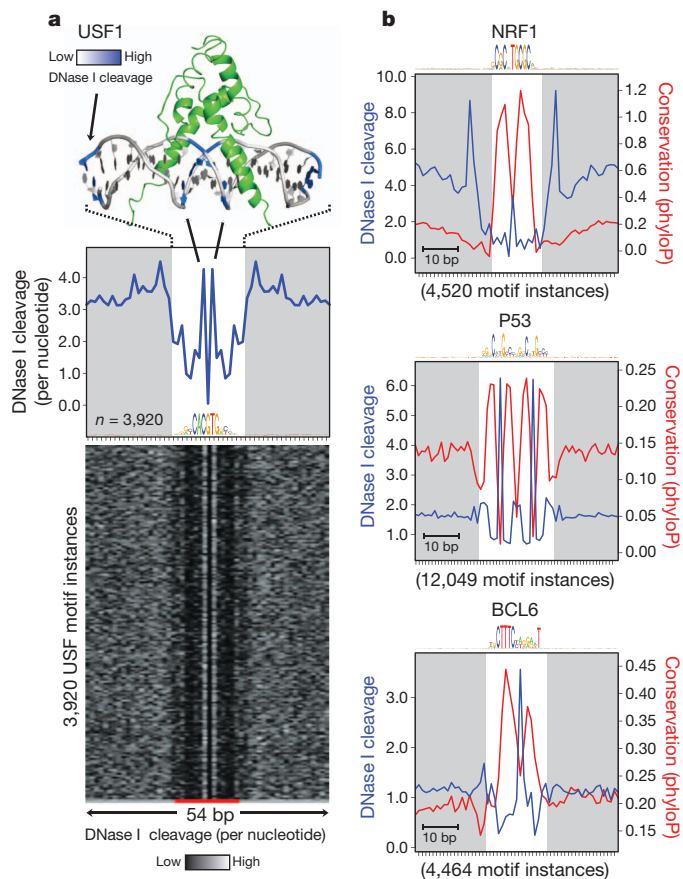 a
USF1
Low High
DNase I cleavage
DNase I cleavage
(per nucleotide)
4.0
3.0
2.0
1.0
0.0
n = 3,920
CACGTG
3,920 USF motif instances
54 bp
DNase I cleavage (per nucleotide)
Low High
b
NRF1
DNase I cleavage
10.0
8.0
6.0
4.0
2.0
0.0
10 bp
1.2
1.0
0.8
0.6
0.4
0.2
0.0
Conservation (phyloP)
(4,520 motif instances)
P53
DNase I cleavage
6.0
5.0
4.0
3.0
2.0
1.0
10 bp
0.25
0.20
0.15
0.10
0.05
0.00
Conservation (phyloP)
(12,049 motif instances)
BCL6
DNase I cleavage
3.0
2.0
1.0
0.0
10 bp
0.45
0.40
0.35
0.30
0.25
0.20
0.15
Conservation (phyloP)
(4,464 motif instances)